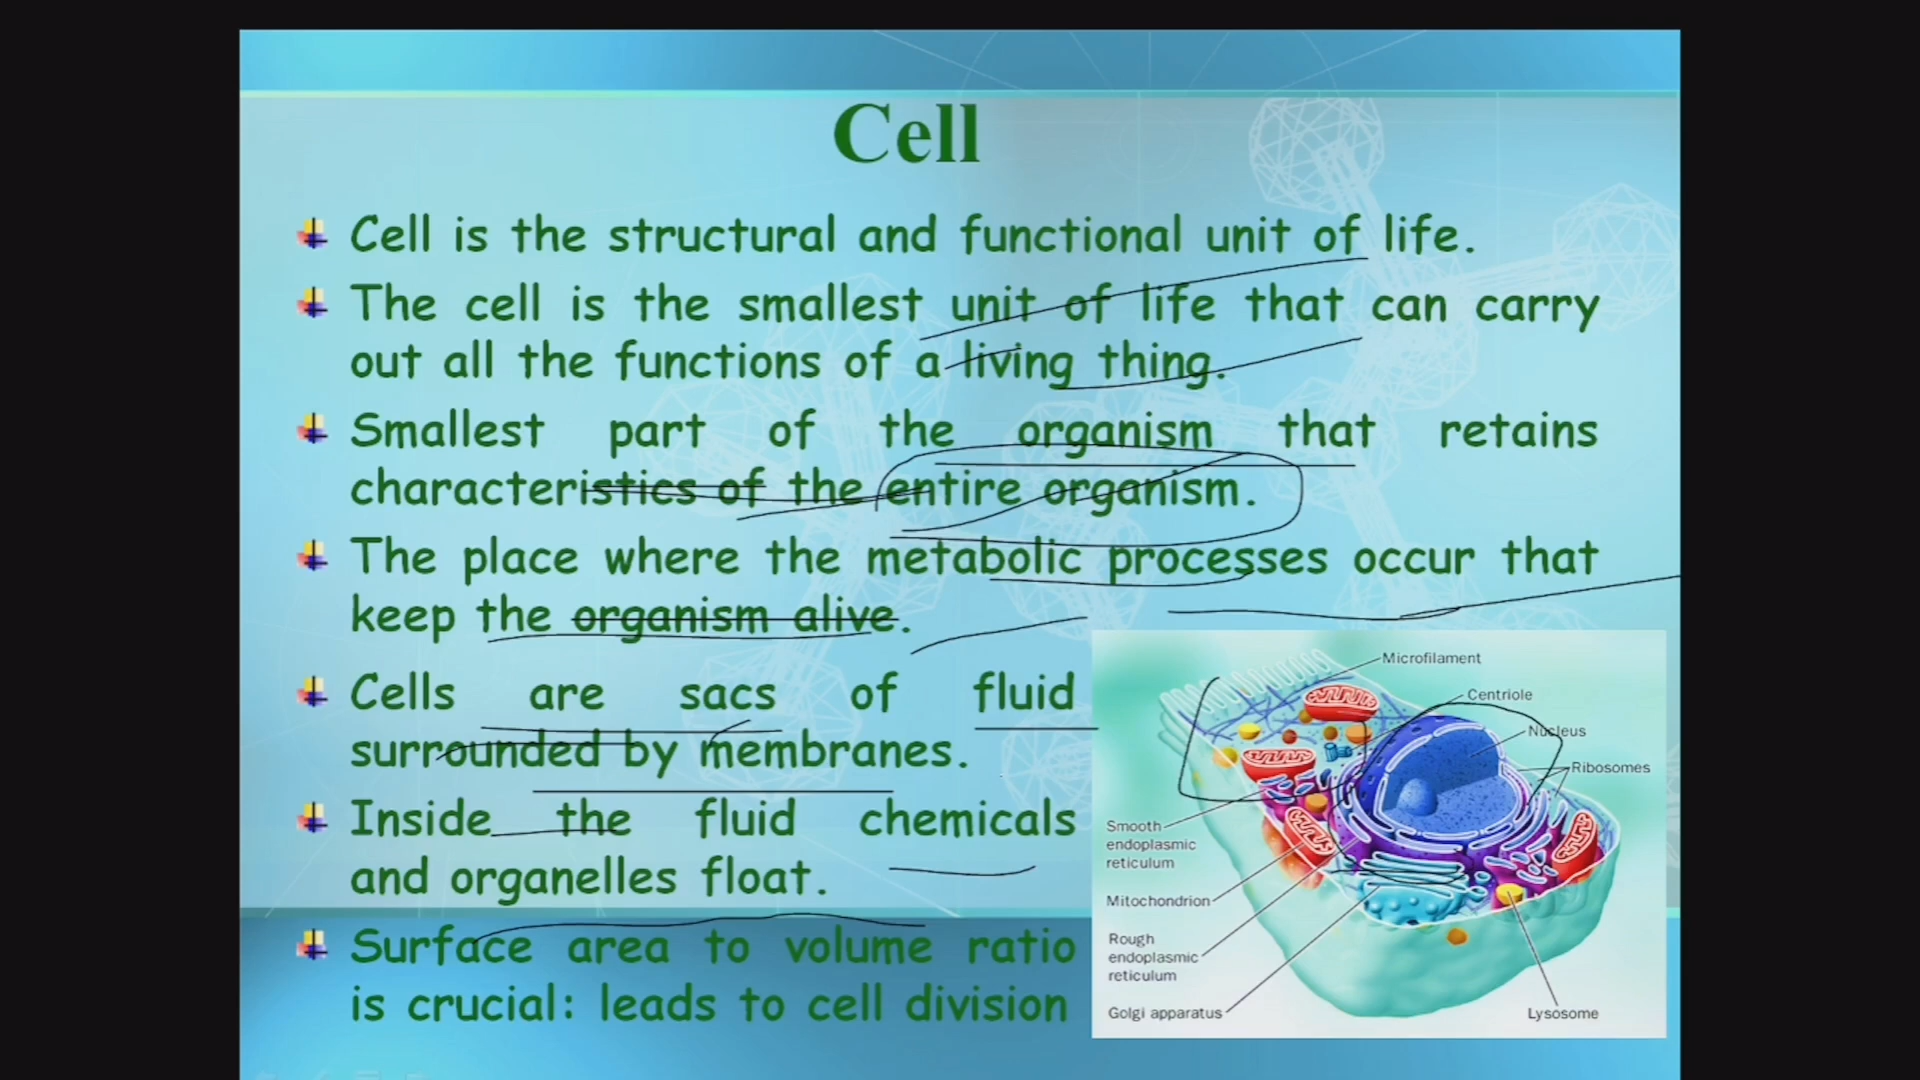 Cell
Cell is the structural and functional unit of life.
The cell is the smallest unit of life that can carry
out all the functions of a living thing.
Smallest part of the organism that retains
characteristics of the entire organism.
The place where the metabolic processes occur that
keep the organism alive.
Cells are sacs of fluid
surrounded by membranes.
Inside the fluid chemicals
and organelles float.
Surface area to volume ratio
is crucial: leads to cell division
Microfilament
Centriole
Nucleus
Ribosomes
Smooth
endoplasmic
reticulum
Mitochondrion
Rough
endoplasmic
reticulum
Golgi apparatus
Lysosome